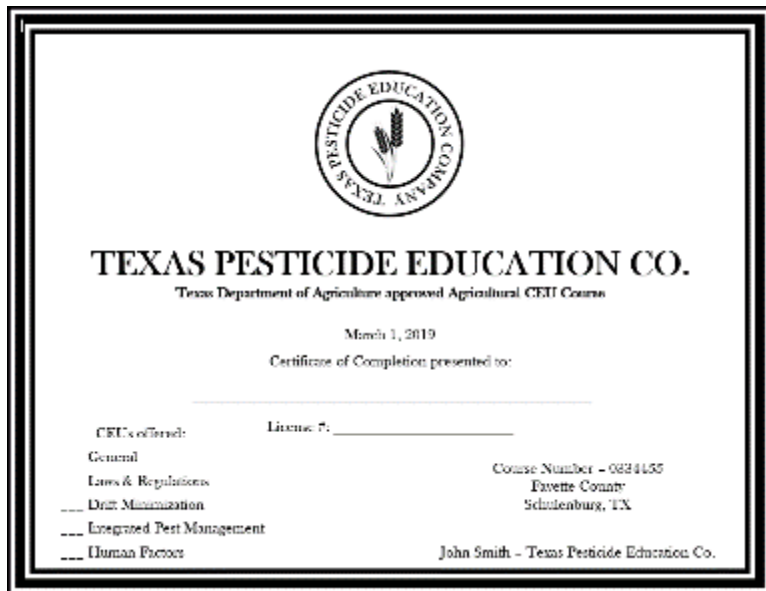 TEXAS PESTICIDE EDUCATION COMPANY
TEXAS PESTICIDE EDUCATION CO.
Texas Department of Agriculture approved Agricultural CEU Course
March 1, 2019
Certificate of Completion presented to:
License #: ____________________
CEU's offered:
General
Laws & Regulations
___ Drift Minimization
___ Integrated Pest Management
___ Human Factors
Course Number – 0334455
Fayette County
Schulenburg, TX
John Smith – Texas Pesticide Education Co.